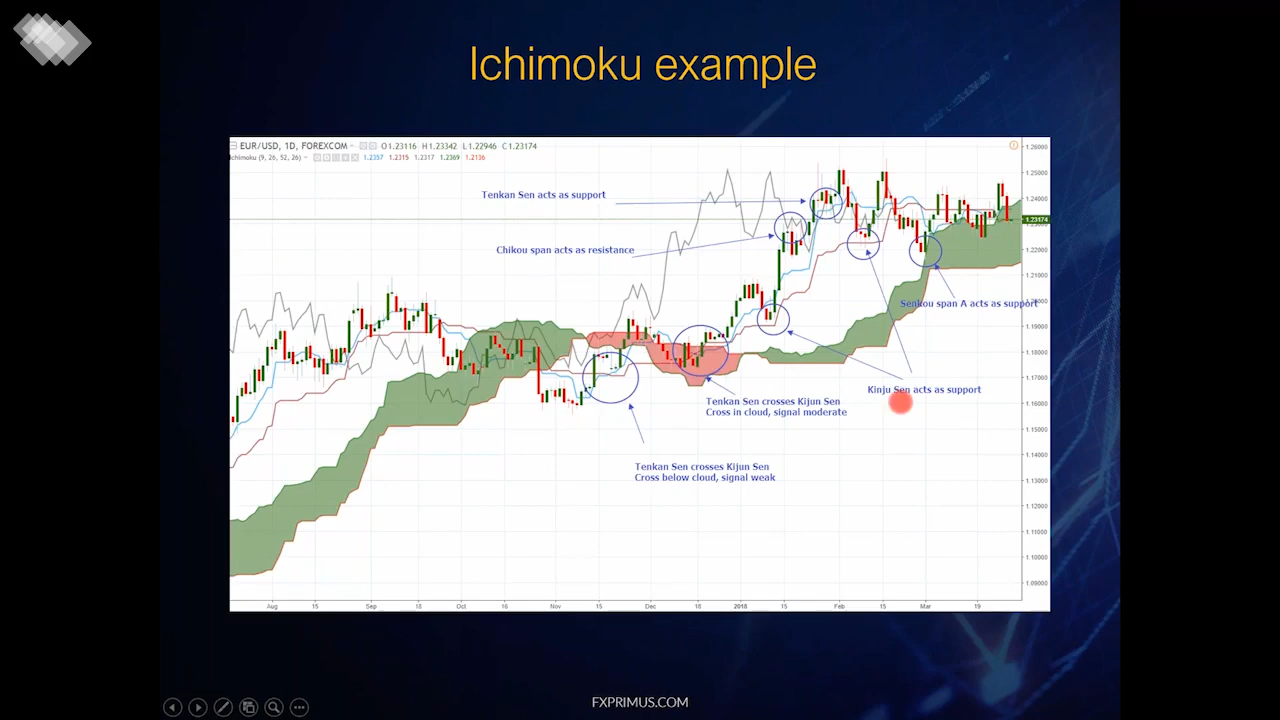 Ichimoku example
EUR/USD, 1D, FOREXCOM O1.23116 H1.23342 L1.22946 C1.23174
Ichimoku (9, 26, 52, 26) 1.2357 1.2315 1.2317 1.2369 1.2136
1.26000
1.25000
1.24000
1.23174
1.23000
1.22000
1.21000
1.20000
1.19000
1.18000
1.17000
1.16000
1.15000
1.14000
1.13000
1.12000
1.11000
1.10000
1.09000
Tenkan Sen acts as support
Chikou span acts as resistance
Senkou span A acts as support
Kinju Sen acts as support
Tenkan Sen crosses Kijun Sen
Cross in cloud, signal moderate
Tenkan Sen crosses Kijun Sen
Cross below cloud, signal weak
Aug 15 Sep 18 Oct 16 Nov 15 Dec 18 2018 15 Feb 15 Mar 19
FXPRIMUS.COM